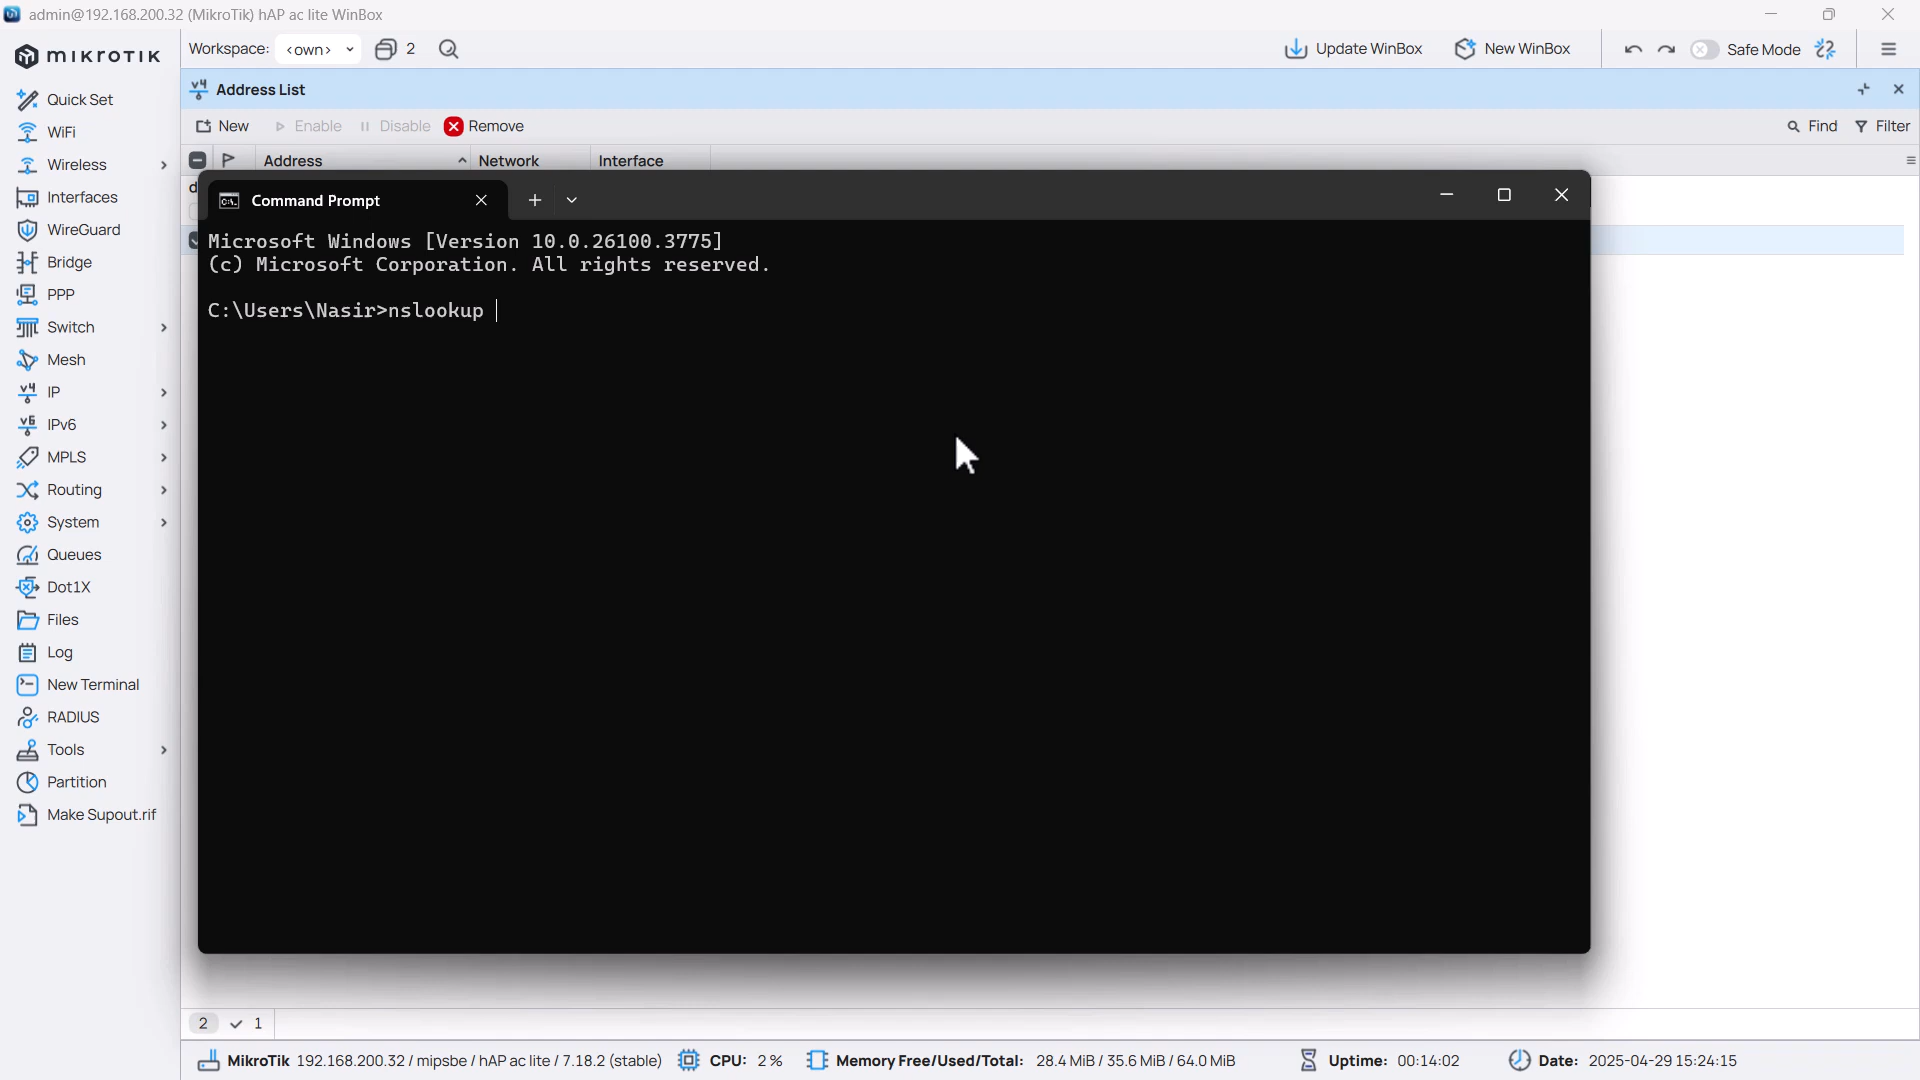 admin@192.168.200.32 (MikroTik) hAP ac lite WinBox
MIKROTIK
Workspace: <own> 2
Update WinBox New WinBox Safe Mode
Address List
New Enable Disable Remove
Find Filter
Address Network Interface
Quick Set
WiFi
Wireless
Interfaces
WireGuard
Bridge
PPP
Switch
Mesh
IP
IPv6
MPLS
Routing
System
Queues
Dot1X
Files
Log
New Terminal
RADIUS
Tools
Partition
Make Supout.rif
Command Prompt
Microsoft Windows [Version 10.0.26100.3775]
(c) Microsoft Corporation. All rights reserved.
C:\Users\Nasir>nslookup
2 1
MikroTik 192.168.200.32 / mipsbe / hAP ac lite / 7.18.2 (stable) CPU: 2 % Memory Free/Used/Total: 28.4 MiB / 35.6 MiB / 64.0 MiB Uptime: 00:14:02 Date: 2025-04-29 15:24:15